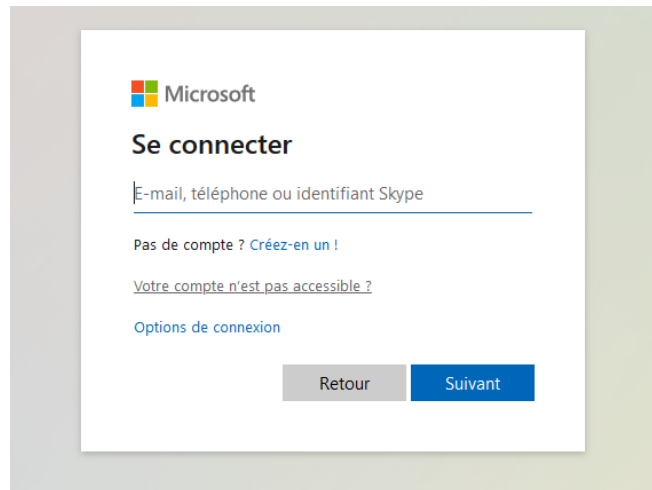 Microsoft
Se connecter
E-mail, téléphone ou identifiant Skype
Pas de compte ? Créez-en un !
Votre compte n'est pas accessible ?
Options de connexion
Retour Suivant